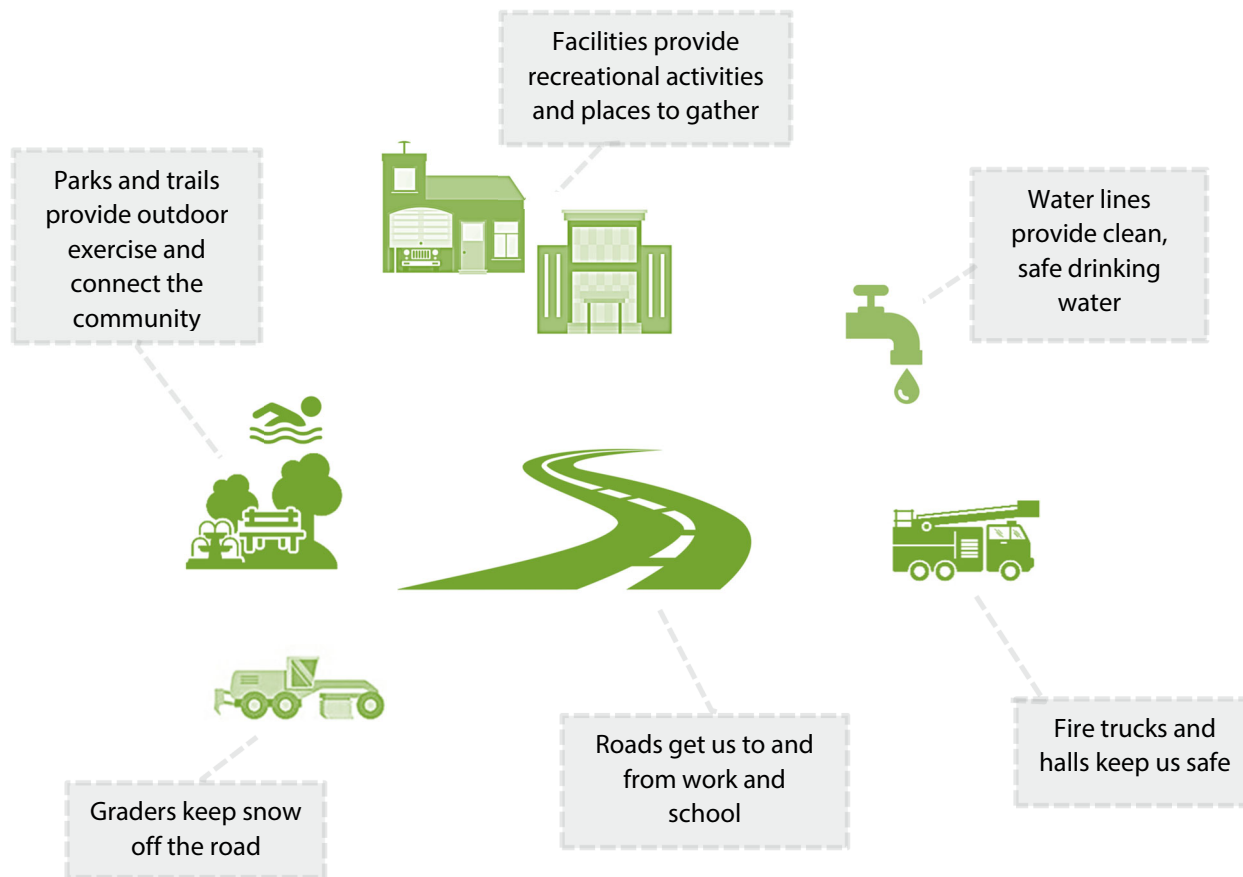 Facilities provide
recreational activities
and places to gather
Parks and trails
provide outdoor
exercise and
connect the
community
Water lines
provide clean,
safe drinking
water
Roads get us to and
from work and
school
Fire trucks and
halls keep us safe
Graders keep snow
off the road